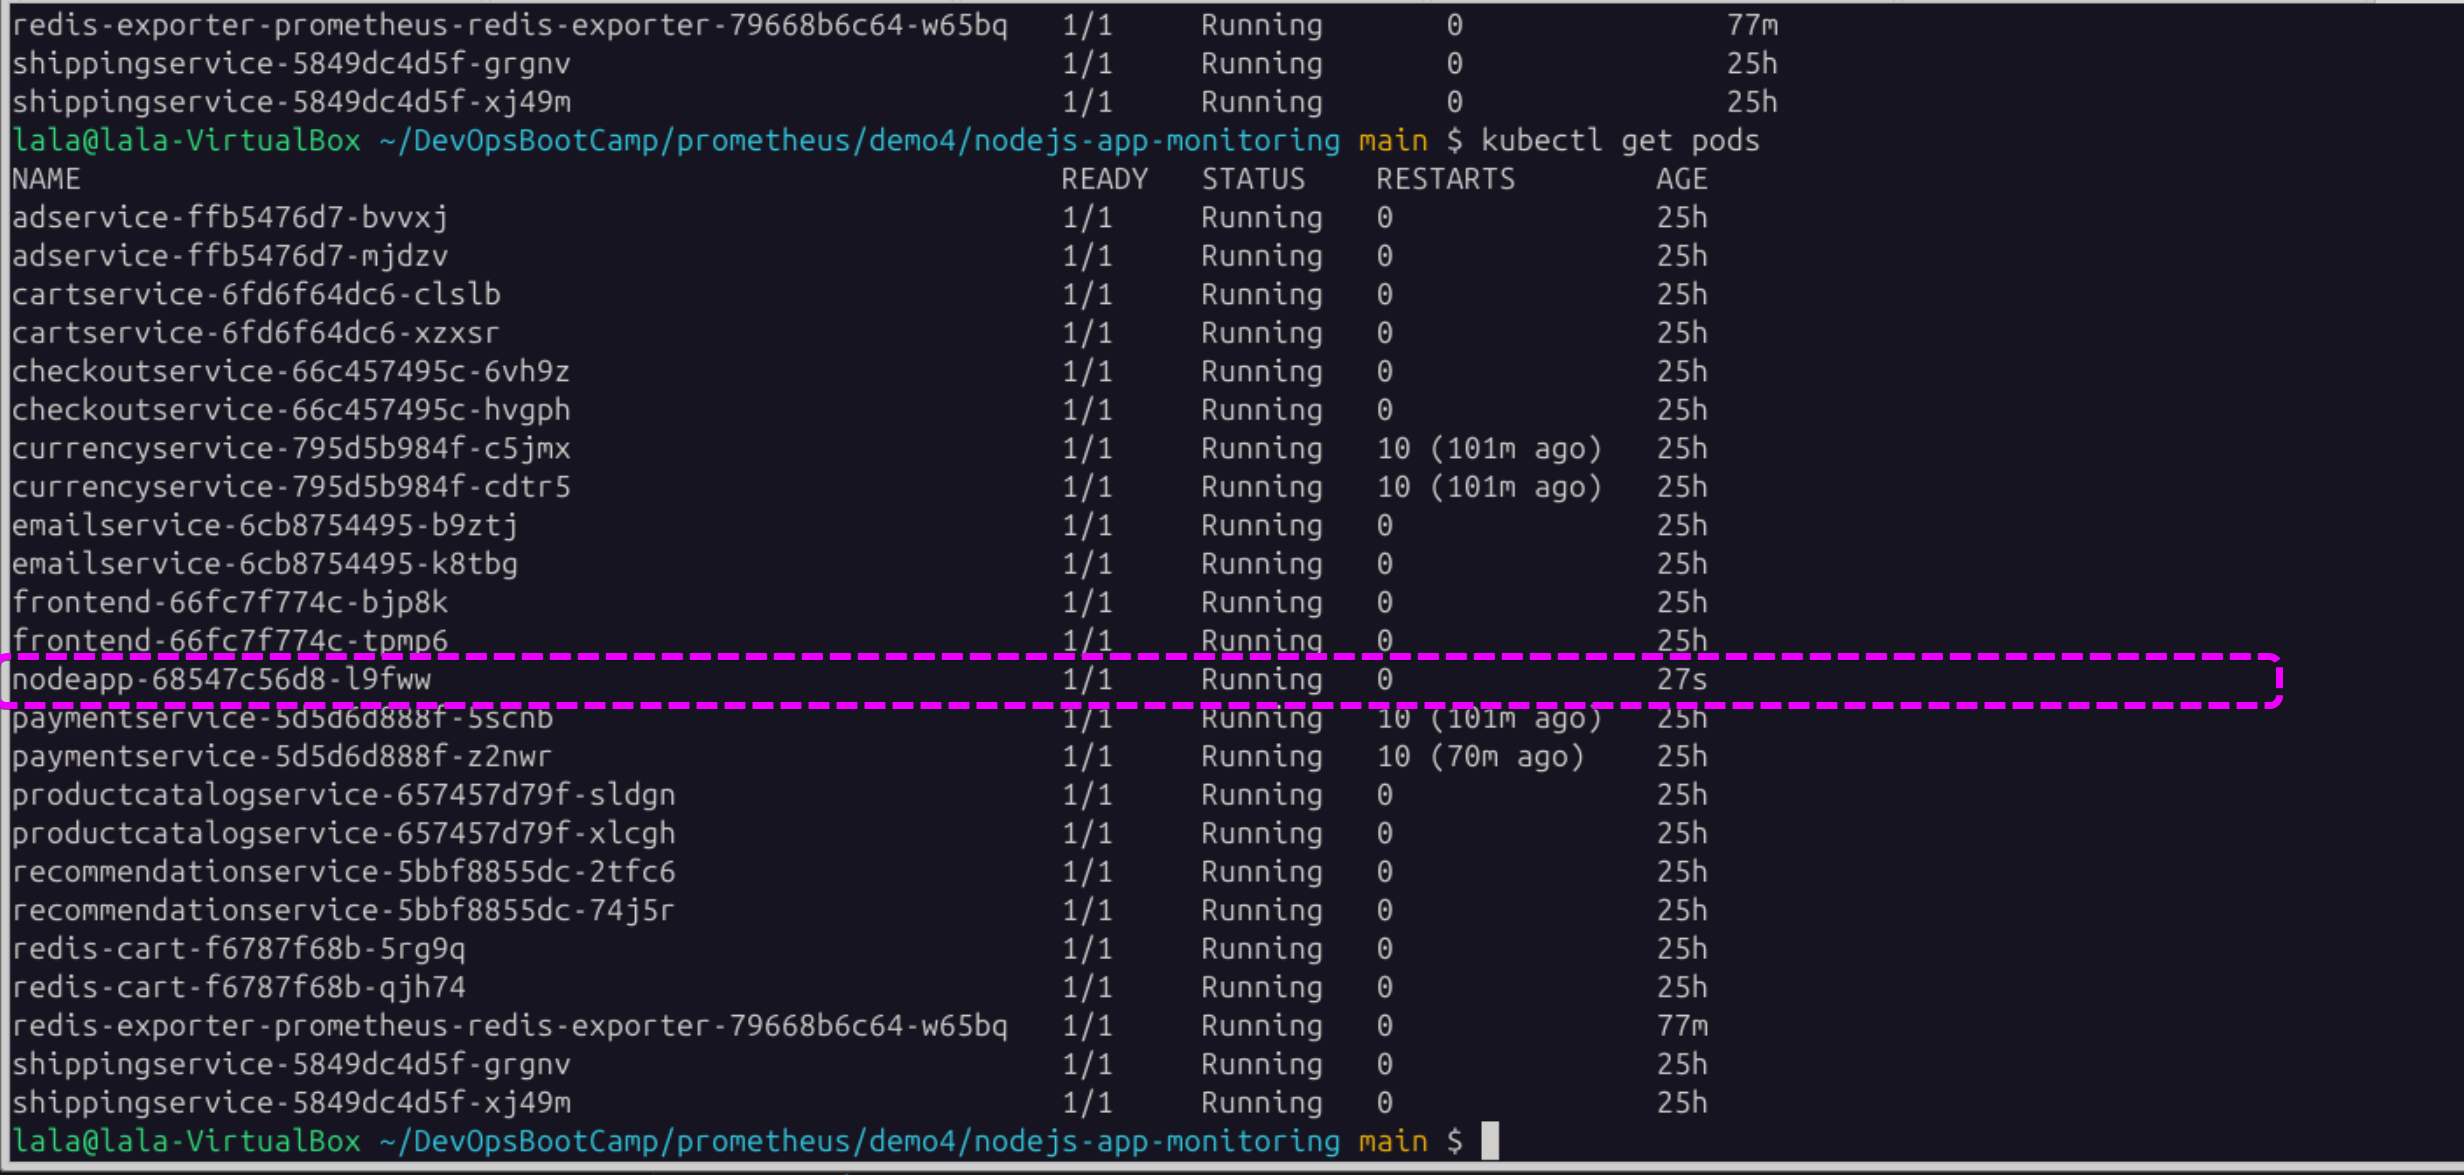 redis-exporter-prometheus-redis-exporter-79668b6c64-w65bq 1/1 Running 0 77m
shippingservice-5849dc4d5f-grgnv 1/1 Running 0 25h
shippingservice-5849dc4d5f-xj49m 1/1 Running 0 25h
lala@lala-VirtualBox ~/DevOpsBootCamp/prometheus/demo4/nodejs-app-monitoring main $ kubectl get pods
NAME READY STATUS RESTARTS AGE
adservice-ffb5476d7-bvvxj 1/1 Running 0 25h
adservice-ffb5476d7-mjdzv 1/1 Running 0 25h
cartservice-6fd6f64dc6-clslb 1/1 Running 0 25h
cartservice-6fd6f64dc6-xzxsr 1/1 Running 0 25h
checkoutservice-66c457495c-6vh9z 1/1 Running 0 25h
checkoutservice-66c457495c-hvgph 1/1 Running 0 25h
currencyservice-795d5b984f-c5jmx 1/1 Running 10 (101m ago) 25h
currencyservice-795d5b984f-cdtr5 1/1 Running 10 (101m ago) 25h
emailservice-6cb8754495-b9ztj 1/1 Running 0 25h
emailservice-6cb8754495-k8tbg 1/1 Running 0 25h
frontend-66fc7f774c-bjp8k 1/1 Running 0 25h
frontend-66fc7f774c-tpmp6 1/1 Running 0 25h
nodeapp-68547c56d8-l9fww 1/1 Running 0 27s
paymentservice-5d5d6d888f-5scnb 1/1 Running 10 (101m ago) 25h
paymentservice-5d5d6d888f-z2nwr 1/1 Running 10 (70m ago) 25h
productcatalogservice-657457d79f-sldgn 1/1 Running 0 25h
productcatalogservice-657457d79f-xlcgh 1/1 Running 0 25h
recommendationservice-5bbf8855dc-2tfc6 1/1 Running 0 25h
recommendationservice-5bbf8855dc-74j5r 1/1 Running 0 25h
redis-cart-f6787f68b-5rg9q 1/1 Running 0 25h
redis-cart-f6787f68b-qjh74 1/1 Running 0 25h
redis-exporter-prometheus-redis-exporter-79668b6c64-w65bq 1/1 Running 0 77m
shippingservice-5849dc4d5f-grgnv 1/1 Running 0 25h
shippingservice-5849dc4d5f-xj49m 1/1 Running 0 25h
lala@lala-VirtualBox ~/DevOpsBootCamp/prometheus/demo4/nodejs-app-monitoring main $